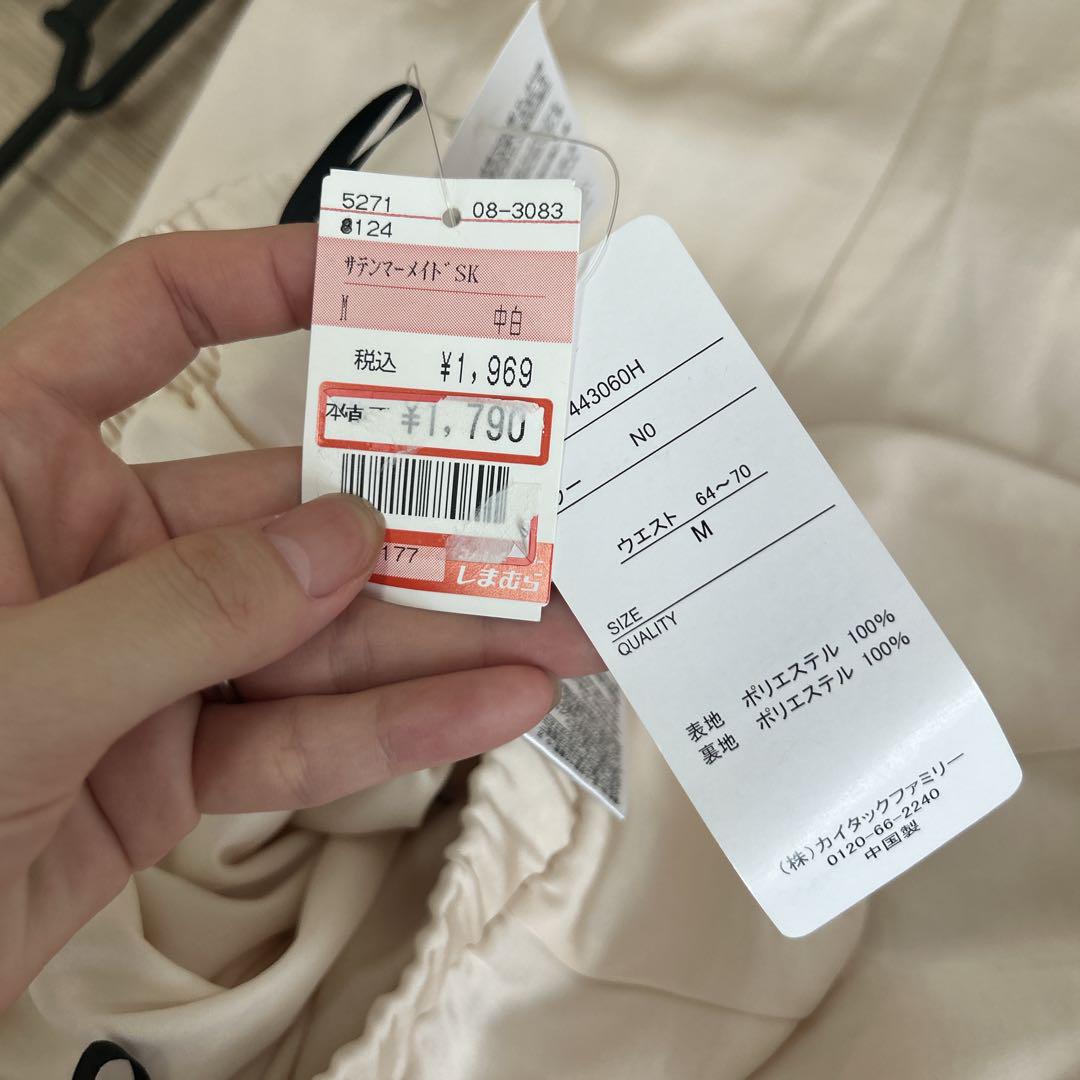 5271
08-3083
8124
サテンマーメイド゛SK
M
中白
税込 ¥1,969
本体 ¥1,790
177
しまむら
443060H
N0
ウエスト 64～70
M
SIZE
QUALITY
表地 ポリエステル 100%
裏地 ポリエステル 100%
(株)カイタックファミリー
0120-66-2240
中国製